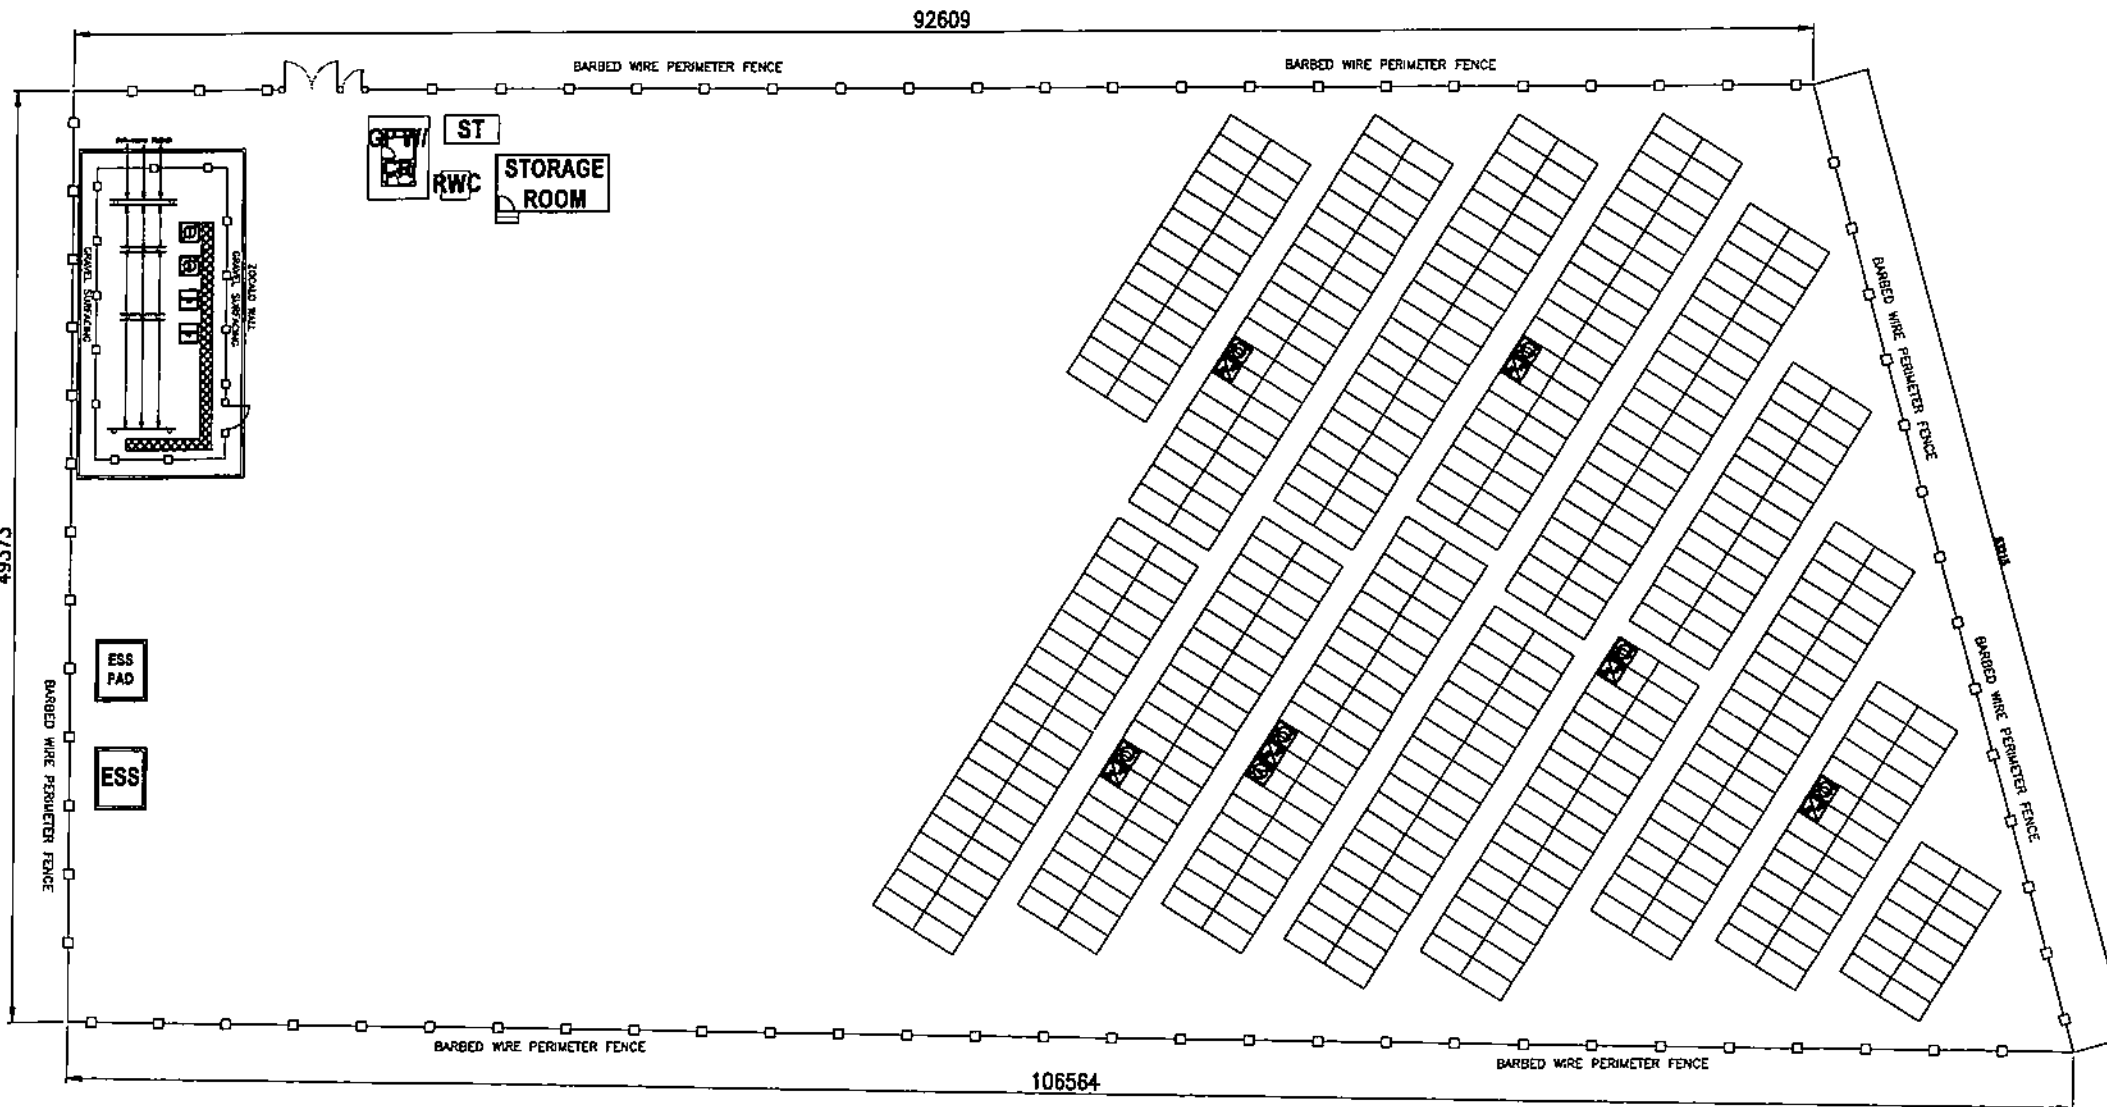 92609
BARBED WIRE PERIMETER FENCE
BARBED WIRE PERIMETER FENCE
ST
RWC
STORAGE
ROOM
GRAVEL SURFACING
GRAVEL SURFACING
ZOCALO WALL
BARBED WIRE PERIMETER FENCE
49373
ESS
PAD
ESS
BARBED WIRE PERIMETER FENCE
BARBED WIRE PERIMETER FENCE
BARBED WIRE PERIMETER FENCE
BARBED WIRE PERIMETER FENCE
106564